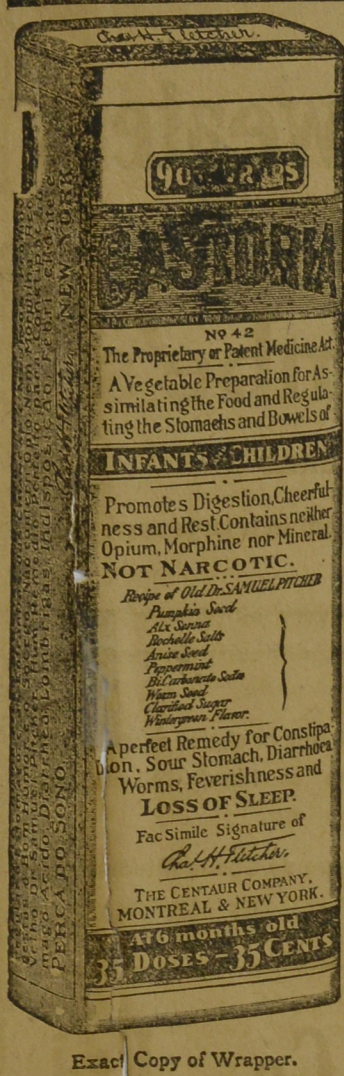 Chas H. Fletcher.
900 DROPS
CASTORIA
Nº 42
The Proprietary or Patent Medicine Act.
A Vegetable Preparation for As-
similating the Food and Regula-
ting the Stomachs and Bowels of
INFANTS & CHILDREN
Promotes Digestion, Cheerful-
ness and Rest. Contains neither
Opium, Morphine nor Mineral.
NOT NARCOTIC.
Recipe of Old Dr. SAMUEL PITCHER
Pumpkin Seed
Alx Senna
Rochelle Salts
Anise Seed
Peppermint
Bi Carbonate Soda
Worm Seed
Clarified Sugar
Wintergreen Flavor.
A perfect Remedy for Constipa-
tion, Sour Stomach, Diarrhoea
Worms, Feverishness and
LOSS OF SLEEP.
Fac Simile Signature of
Chas. H. Fletcher.
THE CENTAUR COMPANY,
MONTREAL & NEW YORK.
At 6 months old
35 DOSES – 35 CENTS
PERCA DO SONO.
NEW YORK.
Exact Copy of Wrapper.